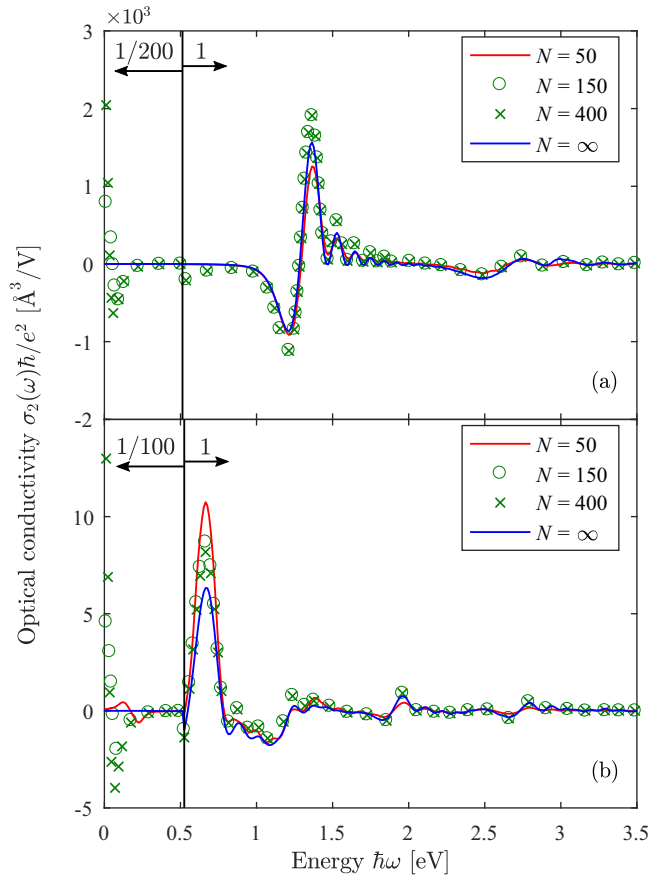 ×10³
3
2
1
0
-1
-2
1/200
1
N = 50
N = 150
N = 400
N = ∞
(a)
Optical conductivity σ₂(ω)ħ/e² [Å³/V]
10
5
0
-5
1/100
1
N = 50
N = 150
N = 400
N = ∞
(b)
0 0.5 1 1.5 2 2.5 3 3.5
Energy ħω [eV]